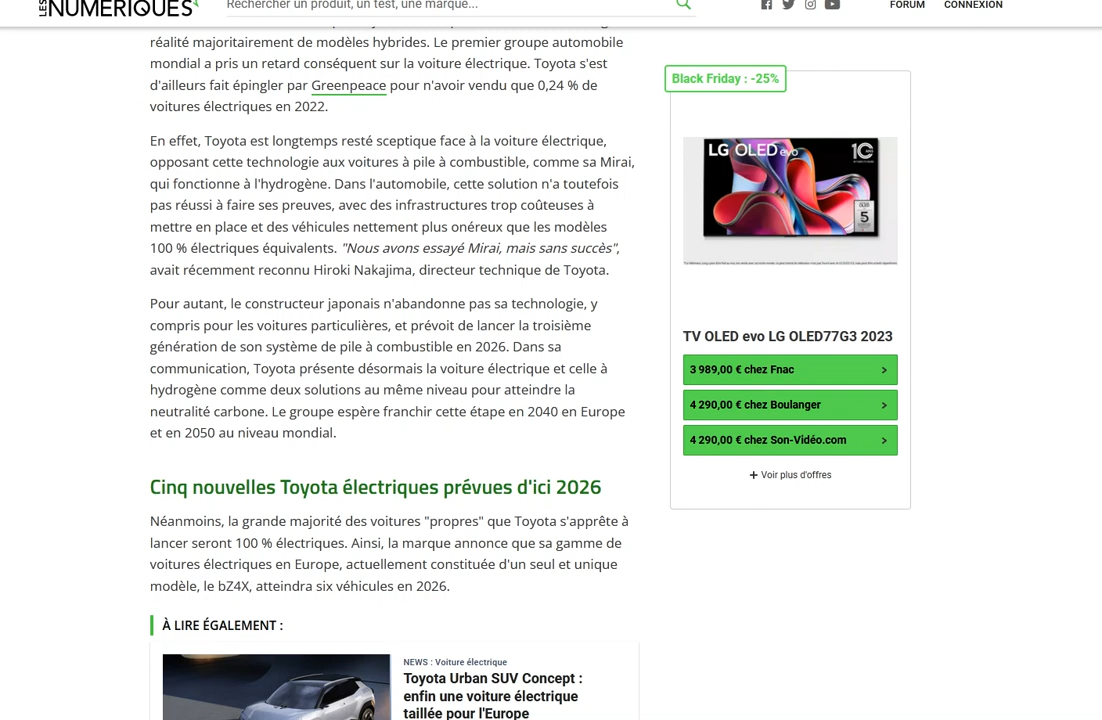 LES
NUMÉRIQUES
Rechercher un produit, un test, une marque...
FORUM
CONNEXION
réalité majoritairement de modèles hybrides. Le premier groupe automobile
mondial a pris un retard conséquent sur la voiture électrique. Toyota s'est
d'ailleurs fait épingler par Greenpeace pour n'avoir vendu que 0,24 % de
voitures électriques en 2022.
En effet, Toyota est longtemps resté sceptique face à la voiture électrique,
opposant cette technologie aux voitures à pile à combustible, comme sa Mirai,
qui fonctionne à l'hydrogène. Dans l'automobile, cette solution n'a toutefois
pas réussi à faire ses preuves, avec des infrastructures trop coûteuses à
mettre en place et des véhicules nettement plus onéreux que les modèles
100 % électriques équivalents. "Nous avons essayé Mirai, mais sans succès",
avait récemment reconnu Hiroki Nakajima, directeur technique de Toyota.
Pour autant, le constructeur japonais n'abandonne pas sa technologie, y
compris pour les voitures particulières, et prévoit de lancer la troisième
génération de son système de pile à combustible en 2026. Dans sa
communication, Toyota présente désormais la voiture électrique et celle à
hydrogène comme deux solutions au même niveau pour atteindre la
neutralité carbone. Le groupe espère franchir cette étape en 2040 en Europe
et en 2050 au niveau mondial.
Cinq nouvelles Toyota électriques prévues d'ici 2026
Néanmoins, la grande majorité des voitures "propres" que Toyota s'apprête à
lancer seront 100 % électriques. Ainsi, la marque annonce que sa gamme de
voitures électriques en Europe, actuellement constituée d'un seul et unique
modèle, le bZ4X, atteindra six véhicules en 2026.
À LIRE ÉGALEMENT :
NEWS : Voiture électrique
Toyota Urban SUV Concept :
enfin une voiture électrique
taillée pour l'Europe
Black Friday : -25%
LG OLED evo
10
5
TV OLED evo LG OLED77G3 2023
3 989,00 € chez Fnac >
4 290,00 € chez Boulanger >
4 290,00 € chez Son-Vidéo.com >
+ Voir plus d'offres